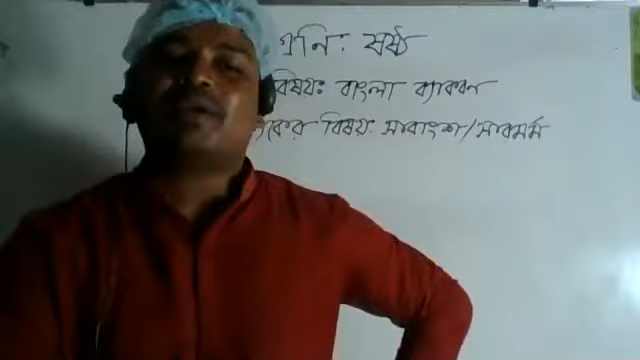 শ্রেনি: ষষ্ঠ
বিষয়: বাংলা ব্যাকরণ
বিষয়: সারাংশ/সারমর্ম